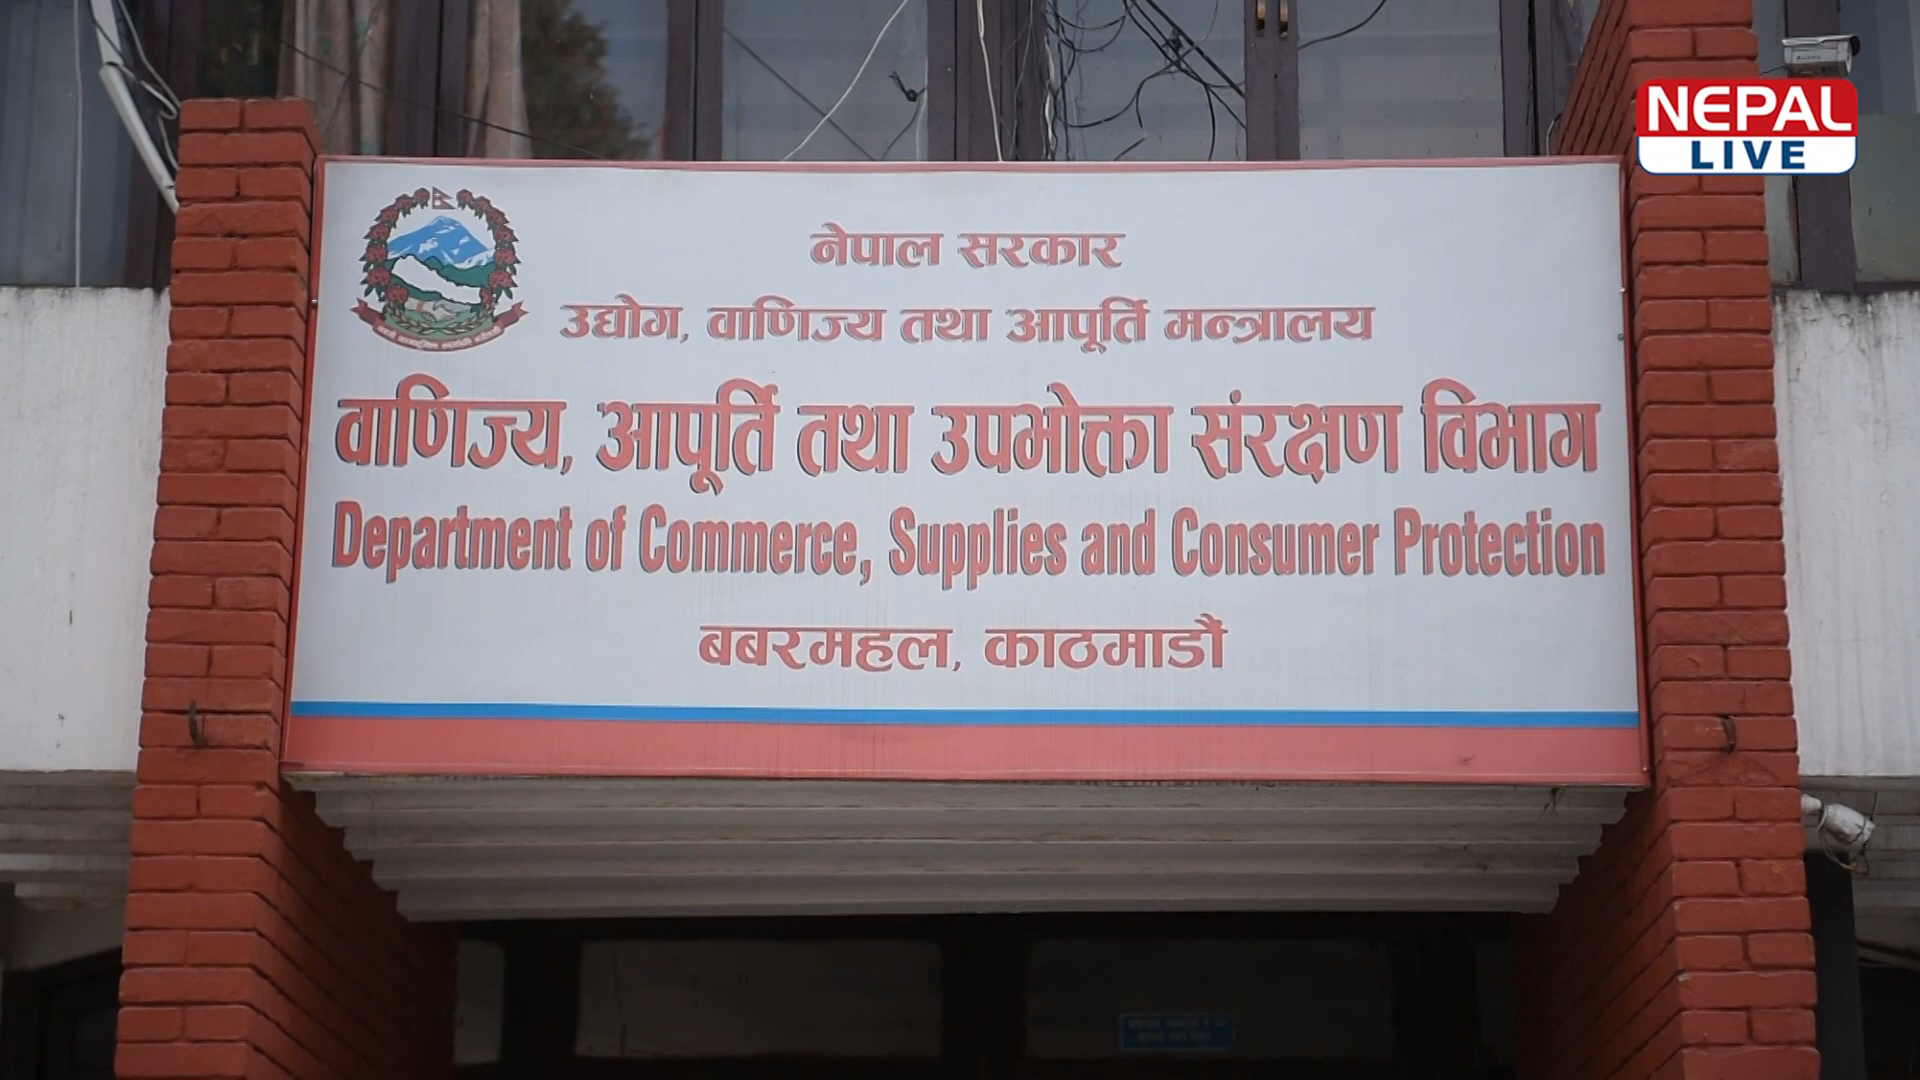 NEPAL
LIVE
नेपाल सरकार
उद्योग, वाणिज्य तथा आपूर्ति मन्त्रालय
वाणिज्य, आपूर्ति तथा उपभोक्ता संरक्षण विभाग
Department of Commerce, Supplies and Consumer Protection
बबरमहल, काठमाडौं